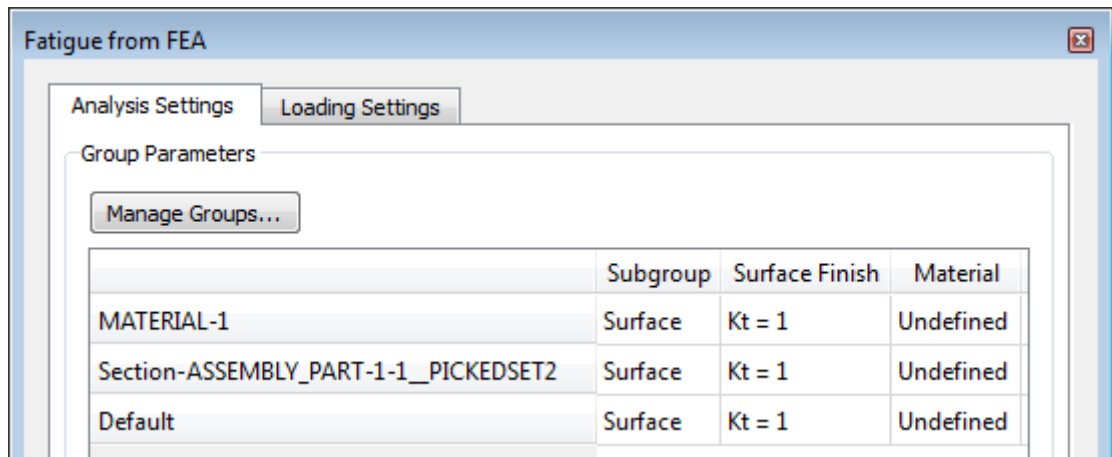 Fatigue from FEA
Analysis Settings Loading Settings
Group Parameters
Manage Groups...
Subgroup Surface Finish Material
MATERIAL-1 Surface Kt = 1 Undefined
Section-ASSEMBLY_PART-1-1__PICKEDSET2 Surface Kt = 1 Undefined
Default Surface Kt = 1 Undefined